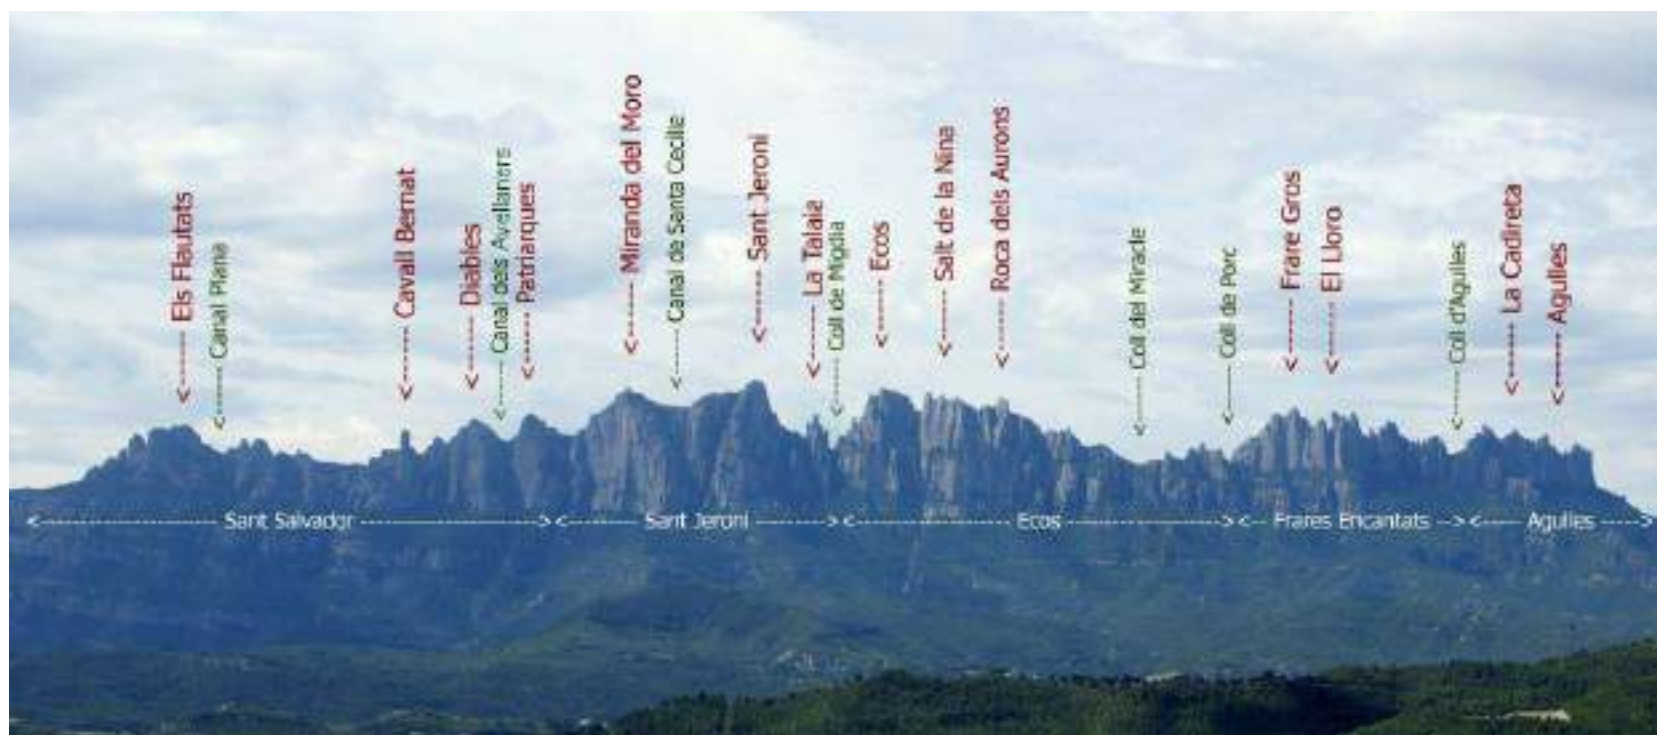 Els Flautats
Canal Plana
Cavall Bernat
Diables
Canal dels Avellaners
Patriarques
Miranda del Moro
Canal de Santa Cecilia
Sant Jeroni
La Talaia
Coll de Migdia
Ecos
Salt de la Nina
Roca dels Aurons
Coll del Miracle
Coll de Porc
Frare Gros
El Lloro
Coll d'Agulles
La Cadireta
Agulles
Sant Salvador
Sant Jeroni
Ecos
Frares Encantats
Agulles